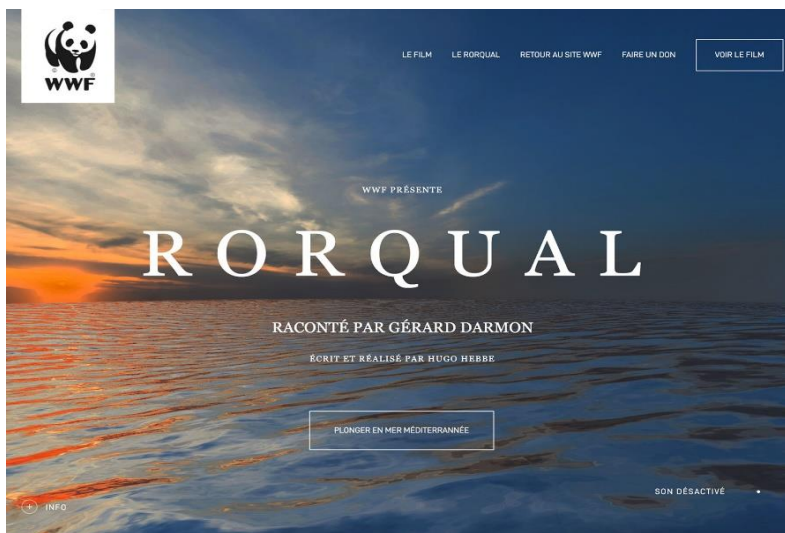 WWF
LE FILM
LE RORQUAL
RETOUR AU SITE WWF
FAIRE UN DON
VOIR LE FILM
WWF PRÉSENTE
RORQUAL
RACONTÉ PAR GÉRARD DARMON
ÉCRIT ET RÉALISÉ PAR HUGO HEBBE
PLONGER EN MER MÉDITERRANNÉE
SON DÉSACTIVÉ
INFO